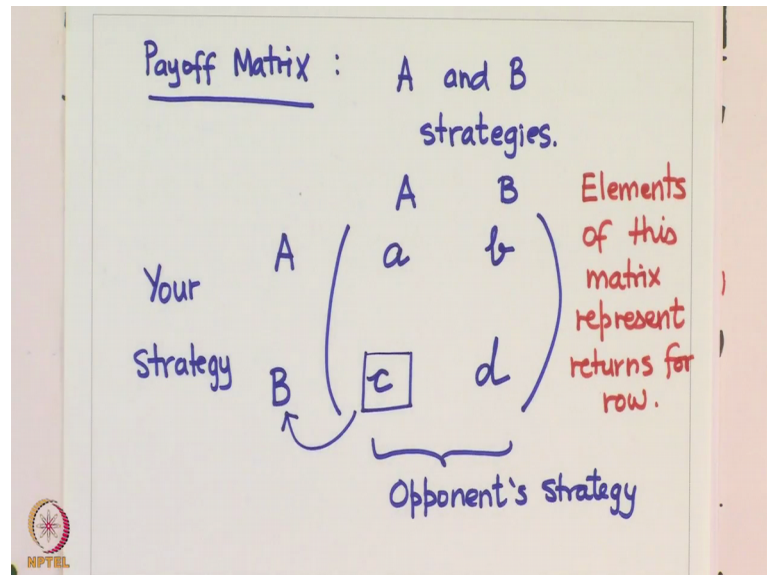 Payoff Matrix : A and B
strategies.
A B
A a b
Your
Strategy
B c d
Opponent's Strategy
Elements
of this
matrix
represent
returns for
row.
NPTEL